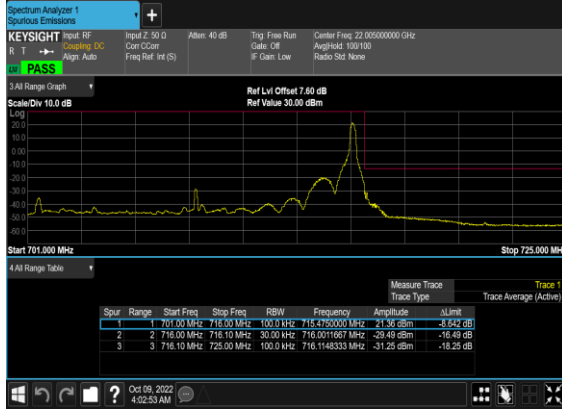 Spectrum Analyzer 1
Spurious Emissions
+
KEYSIGHT Input: RF Input Z: 50 Ω Atten: 40 dB Trig: Free Run Center Freq: 22.005000000 GHz
R T Coupling: DC Corr CCorr Gate: Off Avg|Hold: 100/100
Align: Auto Freq Ref: Int (S) IF Gain: Low Radio Std: None
PASS
3 All Range Graph
Ref Lvl Offset 7.60 dB
Scale/Div 10.0 dB Ref Value 30.00 dBm
Log
20.0
10.0
0.00
-10.0
-20.0
-30.0
-40.0
-50.0
-60.0
Start 701.000 MHz Stop 725.000 MH
4 All Range Table
Measure Trace Trace 1
Trace Type Trace Average (Active)
Spur Range Start Freq Stop Freq RBW Frequency Amplitude ΔLimit
1 1 701.00 MHz 716.00 MHz 100.0 kHz 715.4750000 MHz 21.36 dBm -8.642 dB
2 2 716.00 MHz 716.10 MHz 30.00 kHz 716.0011667 MHz -29.49 dBm -16.49 dB
3 3 716.10 MHz 725.00 MHz 100.0 kHz 716.1148333 MHz -31.25 dBm -18.25 dB
? Oct 09, 2022
4:02:53 AM